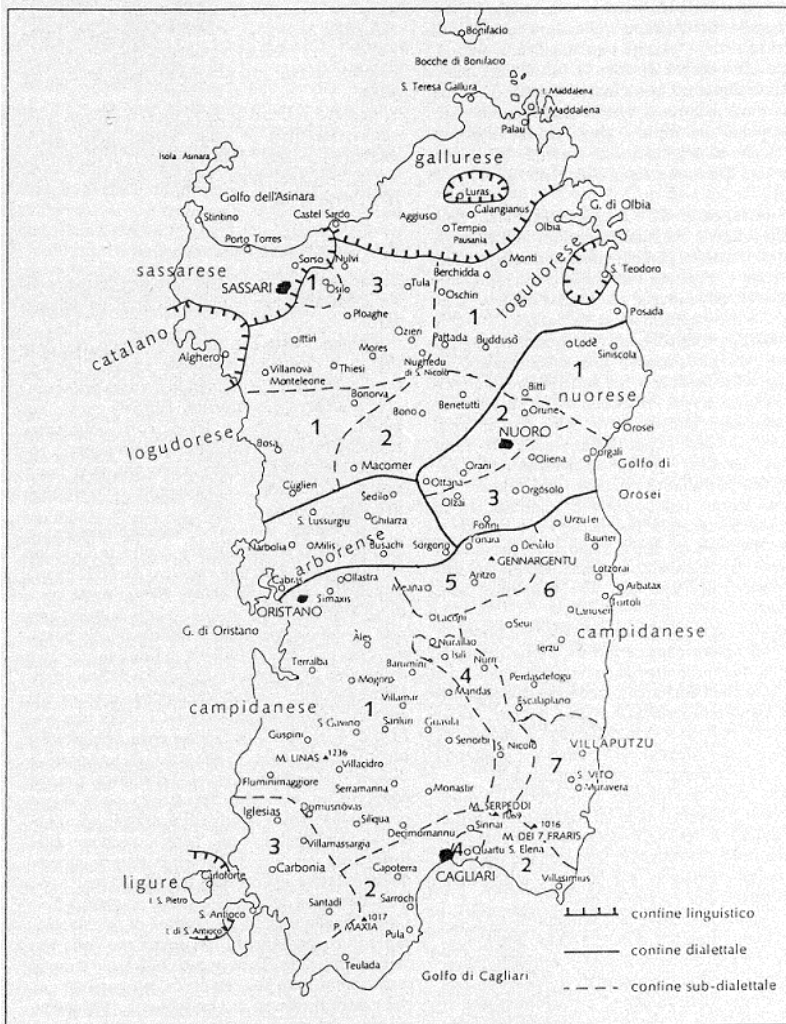 Bonifacio
Bocche di Bonifacio
S. Teresa Gallura
I. Maddalena
la Maddalena
Palau
gallurese
Isola Asinara
Golfo dell'Asinara
Luras
Calangianus
Aggius
Tempio
Pausania
G. di Olbia
Olbia
Stintino
Castel Sardo
Porto Torres
Sorso
Nulvi
Monti
Berchidda
logudorese
S. Teodoro
sassarese
SASSARI
1
Osilo
3
Tula
Oschiri
1
Posada
Ploaghe
catalano
Ittiri
Ozieri
Pattada
Buddusò
Lodè
Siniscola
Alghero
Mores
Nughedu
di S. Nicolò
Villanova
Monteleone
Thiesi
1
nuorese
Bonorva
Bono
Benetutti
Bitti
2
Orune
Orosei
logudorese
1
2
NUORO
Bosa
Oliena
Dorgali
Golfo di
Orosei
Macomer
Orani
Ottana
Cuglieri
Sedilo
Olzai
Orgosolo
3
S. Lussurgiu
Ghilarza
Fonni
Urzulei
Narbolia
Milis
arborense
Busachi
Sorgono
Tonara
Desulo
Baunei
GENNARGENTU
Cabras
Ollastra
Meana
5
Aritzo
Lotzorai
Arbatax
Simaxis
6
Tortoli
ORISTANO
Laconi
Lanusei
G. di Oristano
Seui
campidanese
Ales
Nurallao
Ierzu
Isili
Nurri
Terralba
Barumini
4
Perdasdefogu
Mogoro
Mandas
Villamar
Escalaplano
campidanese
1
S. Gavino
Sanluri
Guasila
Guspini
Senorbi
S. Nicolò
VILLAPUTZU
M. LINAS
1236
Villacidro
7
S. VITO
Fluminimaggiore
Muravera
Serramanna
Monastir
M. SERPEDDI
1069
Iglesias
Domusnovas
Siliqua
Decimomannu
Sinnai
1016
M. DEI 7 FRARIS
3
Villamassargia
4
Quartu S. Elena
Carbonia
Capoterra
2
CAGLIARI
ligure
Carloforte
2
Villasimius
I. S. Pietro
Santadi
Sarroch
S. Antioco
1017
P. MAXIA
I. di S. Antioco
Pula
Teulada
Golfo di Cagliari
confine linguistico
confine dialettale
confine sub-dialettale